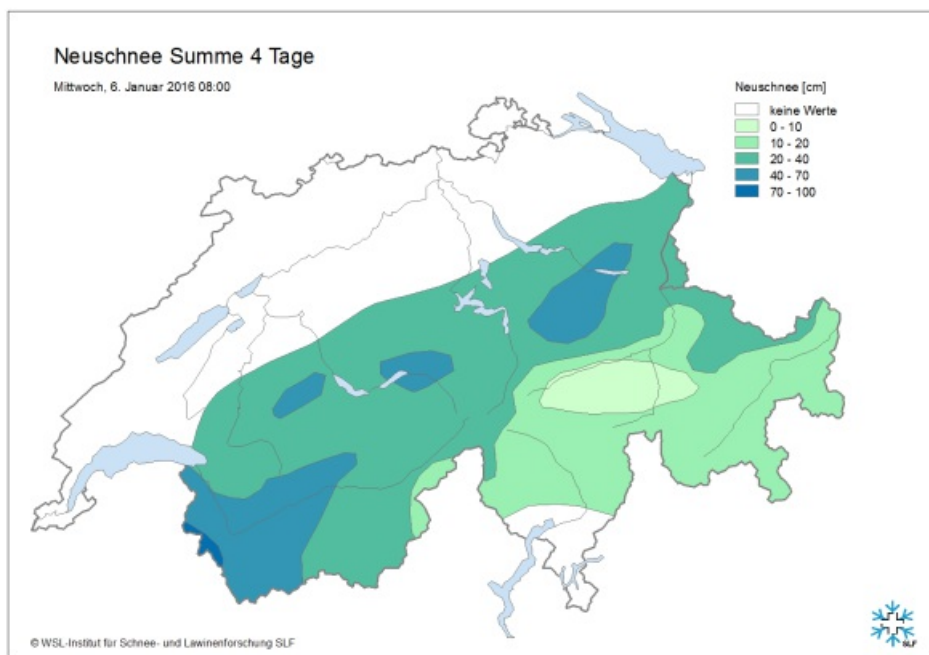 Neuschnee Summe 4 Tage
Mittwoch, 6. Januar 2016 08:00
Neuschnee [cm]
keine Werte
0 - 10
10 - 20
20 - 40
40 - 70
70 - 100
© WSL-Institut für Schnee- und Lawinenforschung SLF
SLF